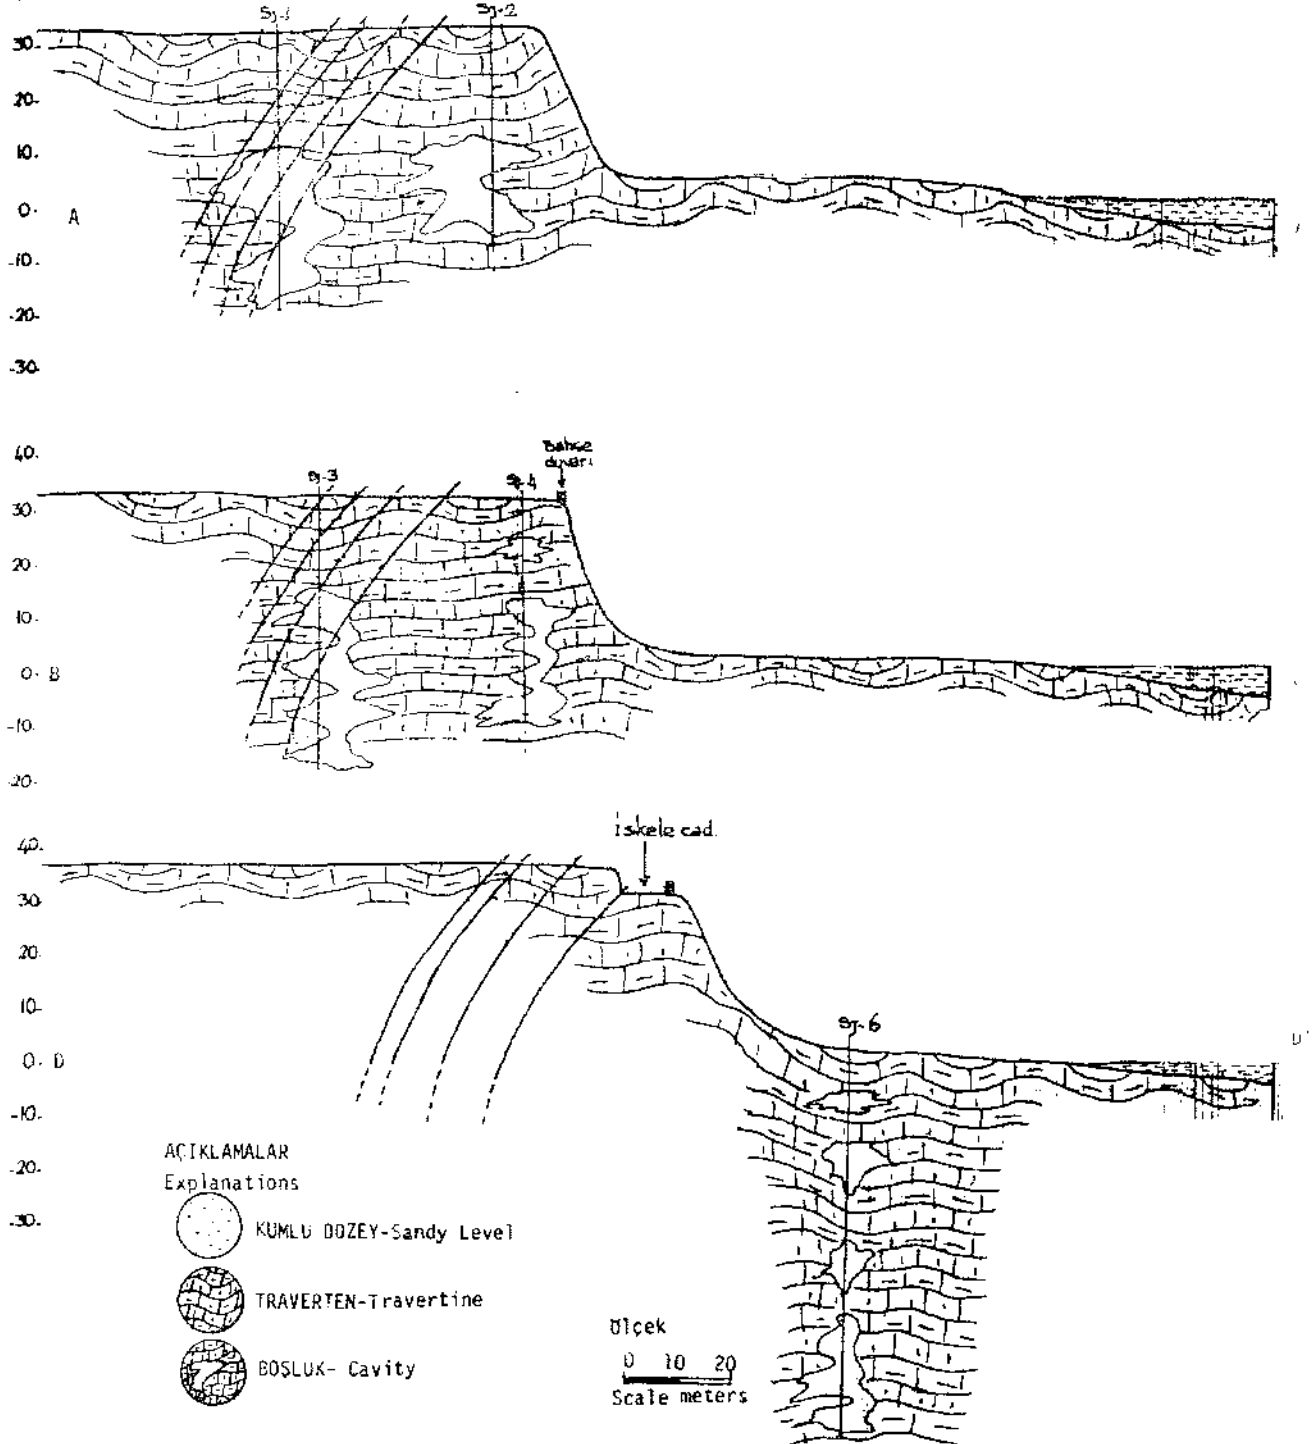 SJ-1 SJ-2
30-
20-
10-
0- A
-10-
-20-
-30-
40-
Bahçe
duvarı
SJ-3 SJ-4
30-
20-
10-
0- B
-10-
-20-
İskele cad.
40-
30-
20-
10-
SJ-6
0- D D'
-10-
-20-
-30-
AÇIKLAMALAR
Explanations
KUMLU DÜZEY-Sandy Level
TRAVERTEN-Travertine
BOŞLUK- Cavity
Ölçek
0 10 20
Scale meters